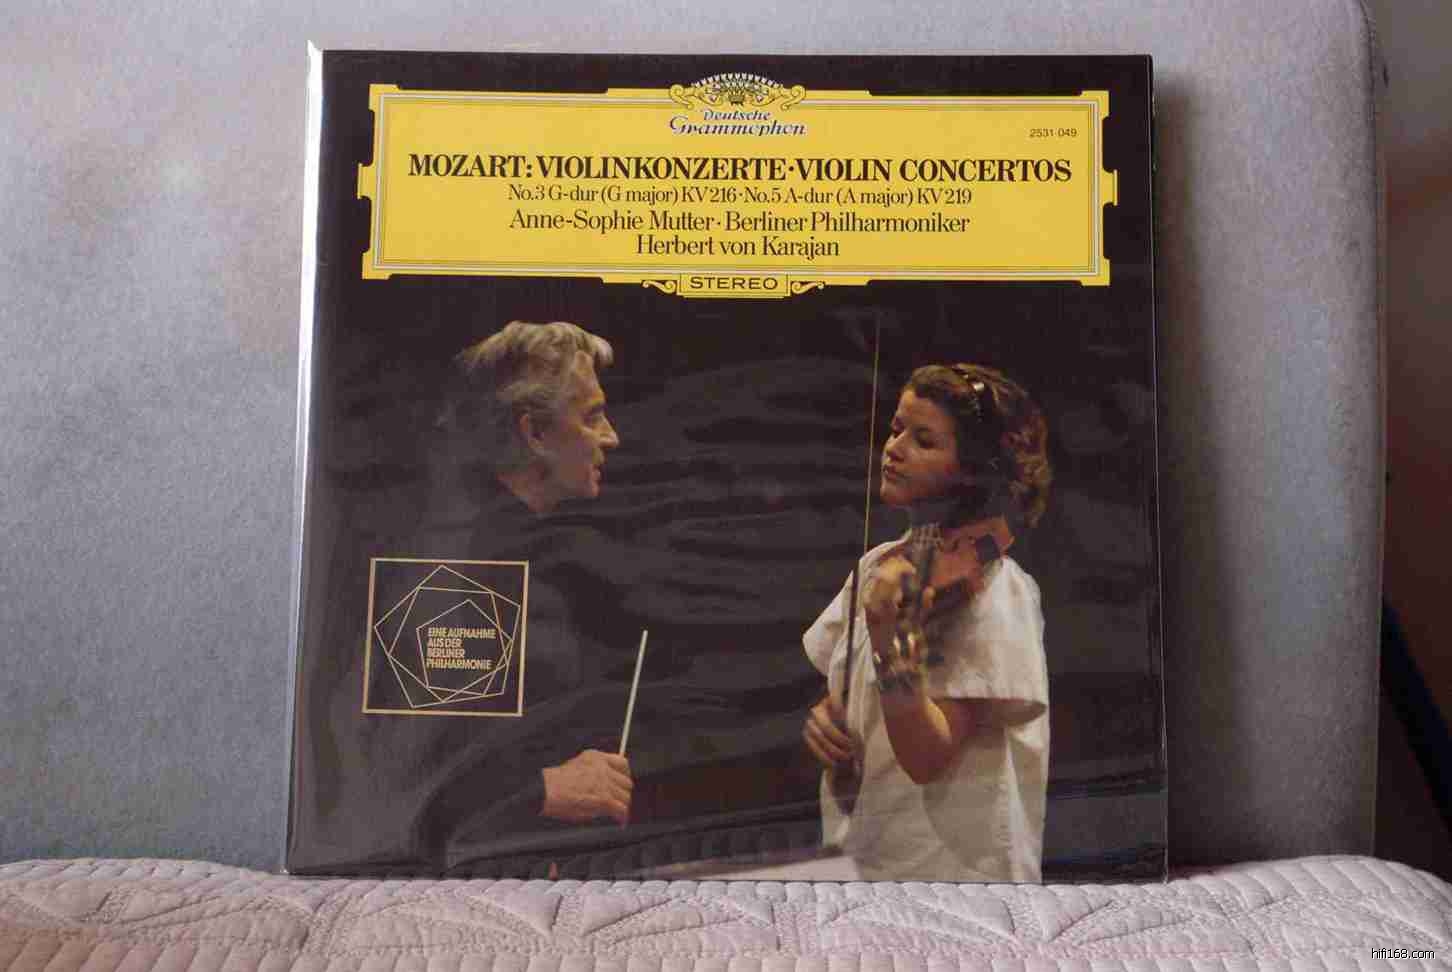 Deutsche
Grammophon
2531 049
MOZART: VIOLINKONZERTE·VIOLIN CONCERTOS
No.3 G-dur (G major) KV 216 · No.5 A-dur (A major) KV 219
Anne-Sophie Mutter · Berliner Philharmoniker
Herbert von Karajan
STEREO
EINE AUFNAHME
AUS DER
BERLINER
PHILHARMONIE
hifi168.com